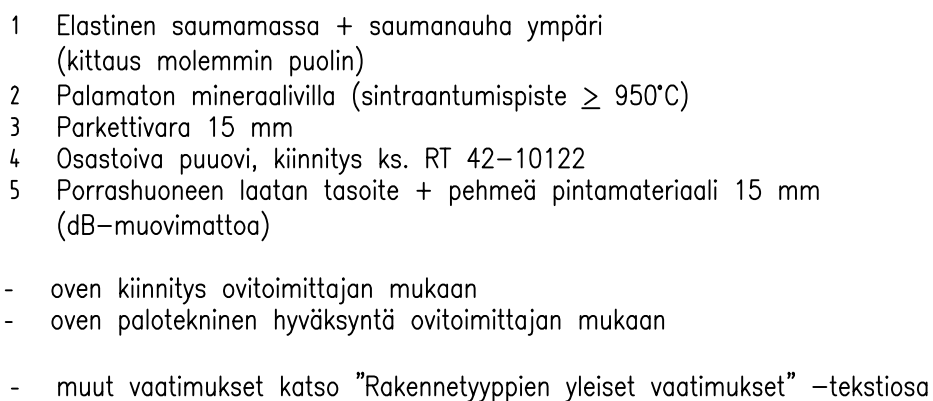 1 Elastinen saumamassa + saumanauha ympäri
(kittaus molemmin puolin)
2 Palamaton mineraalivilla (sintraantumispiste ≥ 950°C)
3 Parkettivara 15 mm
4 Osastoiva puuovi, kiinnitys ks. RT 42–10122
5 Porrashuoneen laatan tasoite + pehmeä pintamateriaali 15 mm
(dB–muovimattoa)
- oven kiinnitys ovitoimittajan mukaan
- oven palotekninen hyväksyntä ovitoimittajan mukaan
- muut vaatimukset katso ”Rakennetyyppien yleiset vaatimukset” –tekstiosa